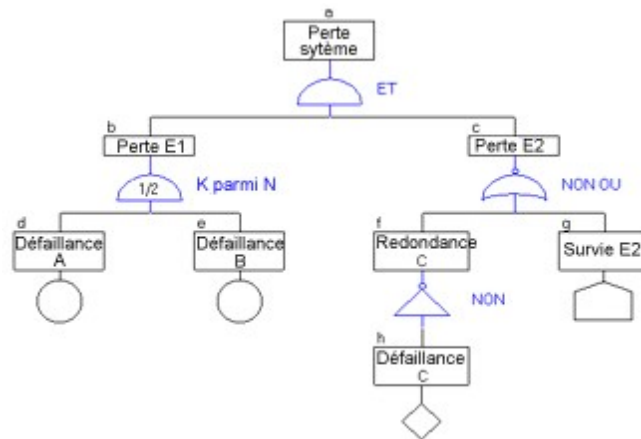 a
Perte
sytème
ET
b
Perte E1
c
Perte E2
1/2
K parmi N
NON OU
d
Défaillance
A
e
Défaillance
B
f
Redondance
C
g
Survie E2
NON
h
Défaillance
C